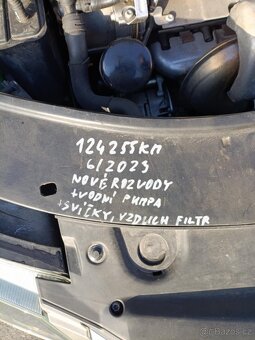 124255KM
6/2023
NOVÉ ROZVODY
+ VODNÍ PUMPA
+ SVÍČKY, VZDUCH FILTR